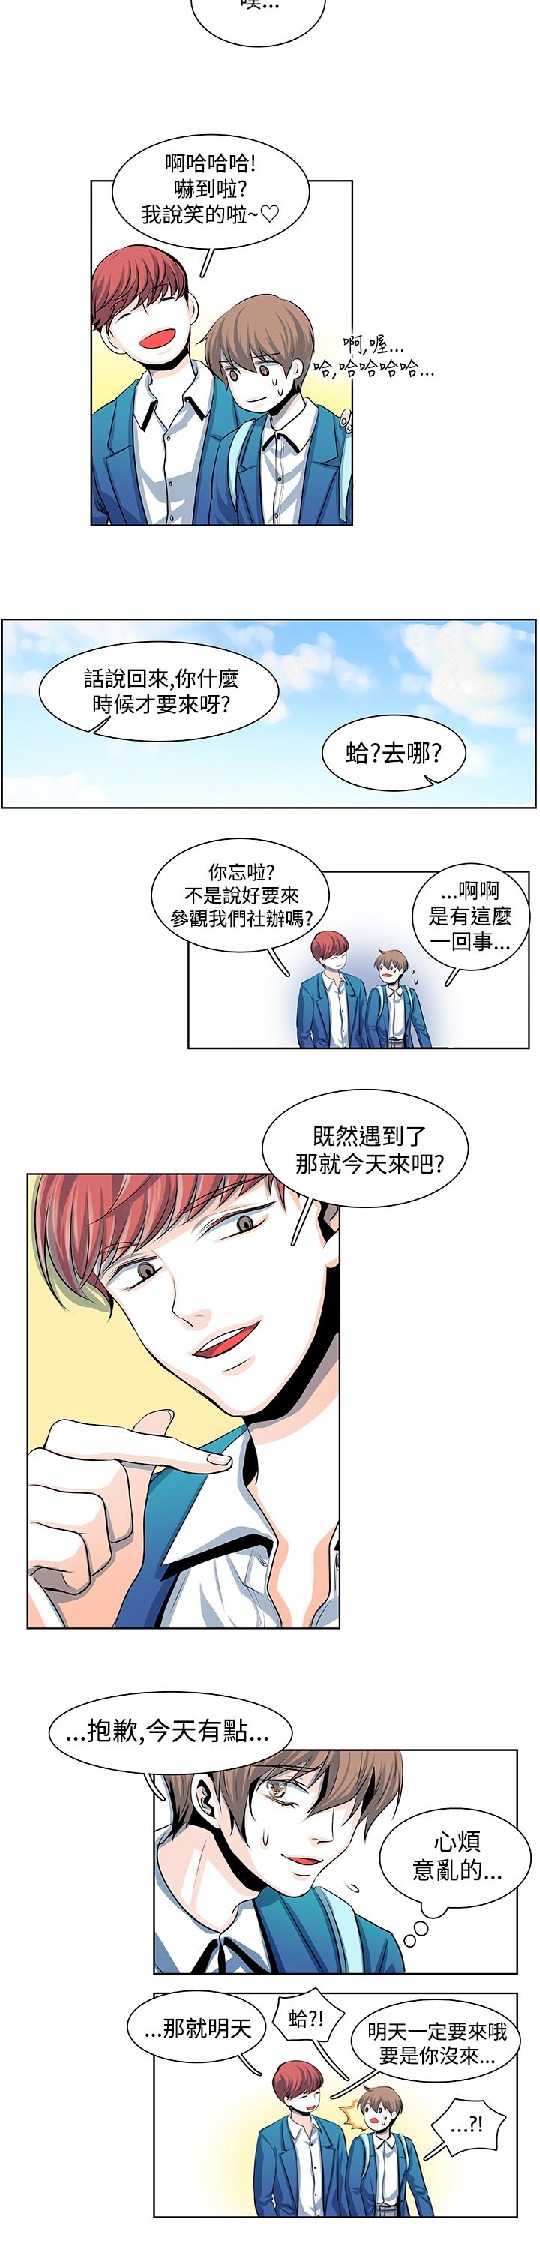 啊哈哈哈!
嚇到啦?
我說笑的啦~♡
啊,喔...
哈,哈哈哈哈...
話說回來,你什麼
時候才要來呀?
蛤?去哪?
你忘啦?
不是說好要來
參觀我們社辦嗎?
...啊啊
是有這麼
一回事...
既然遇到了
那就今天來吧?
...抱歉,今天有點...
心煩
意亂的...
...那就明天
蛤?!
明天一定要來哦
要是你沒來...
...?!